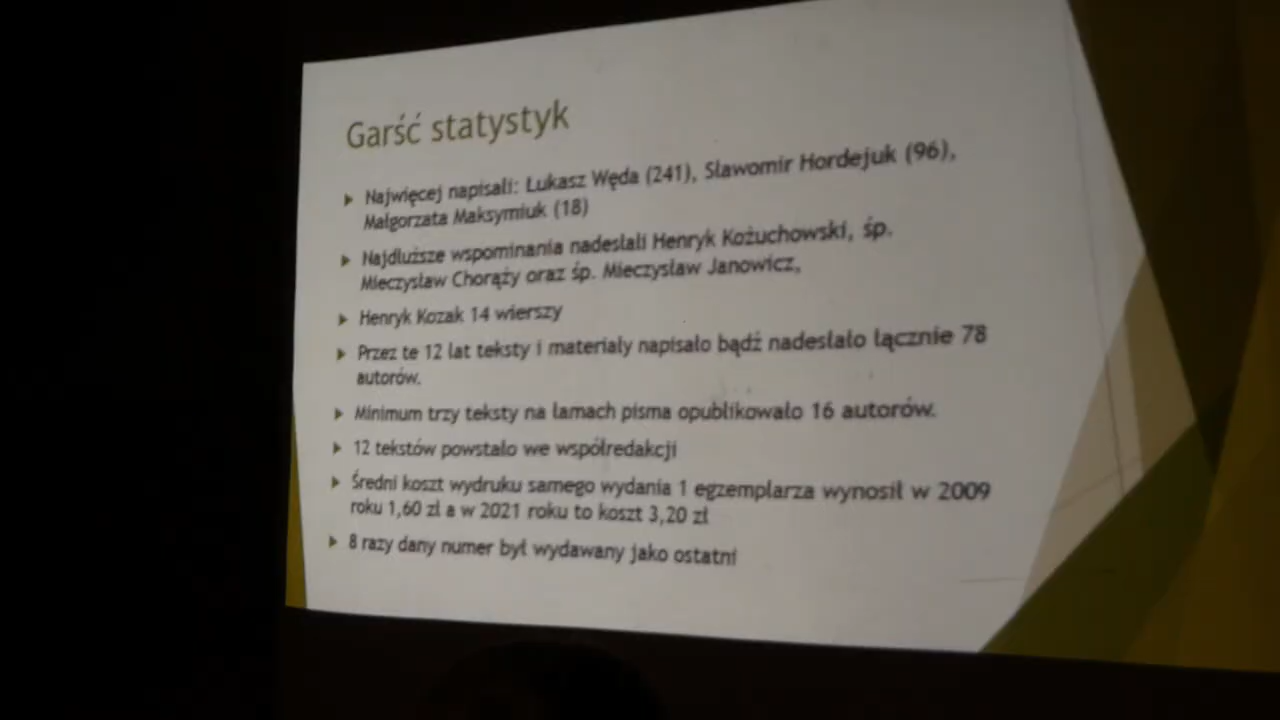 Garść statystyk
Najwięcej napisali: Łukasz Węda (241), Sławomir Hordejuk (96),
Małgorzata Maksymiuk (18)
Najdłuższe wspominania nadesłali Henryk Kożuchowski, śp.
Mieczysław Chorąży oraz śp. Mieczysław Janowicz,
Henryk Kozak 14 wierszy
Przez te 12 lat teksty i materiały napisało bądź nadesłało łącznie 78
autorów.
Minimum trzy teksty na łamach pisma opublikowało 16 autorów.
12 tekstów powstało we współredakcji
Średni koszt wydruku samego wydania 1 egzemplarza wynosił w 2009
roku 1,60 zł a w 2021 roku to koszt 3,20 zł
8 razy dany numer był wydawany jako ostatni